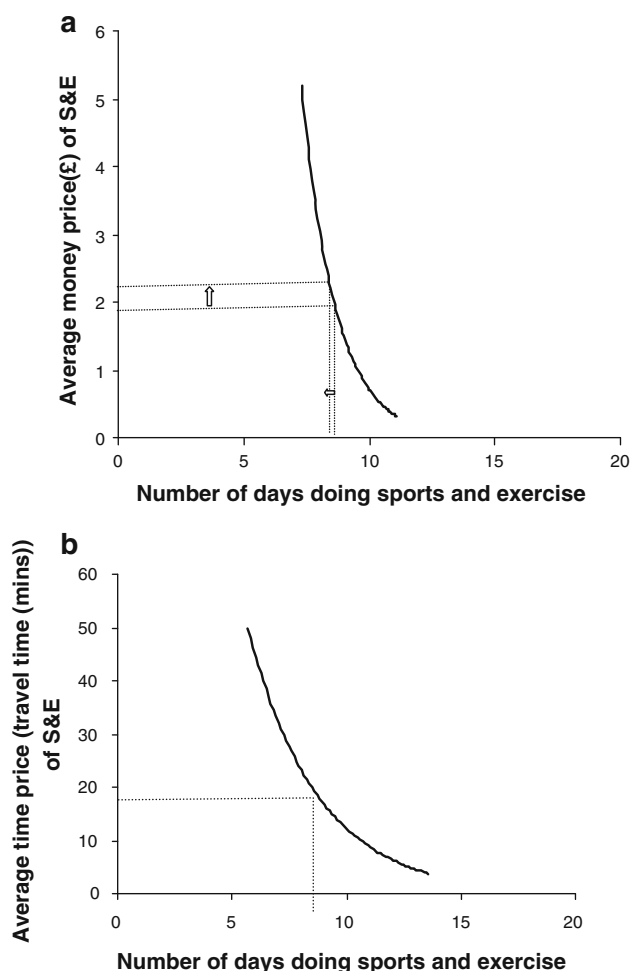 a
Average money price(£) of S&E
6
5
4
3
2
1
0
0 5 10 15 20
Number of days doing sports and exercise
b
Average time price (travel time (mins))
of S&E
60
50
40
30
20
10
0
0 5 10 15 20
Number of days doing sports and exercise